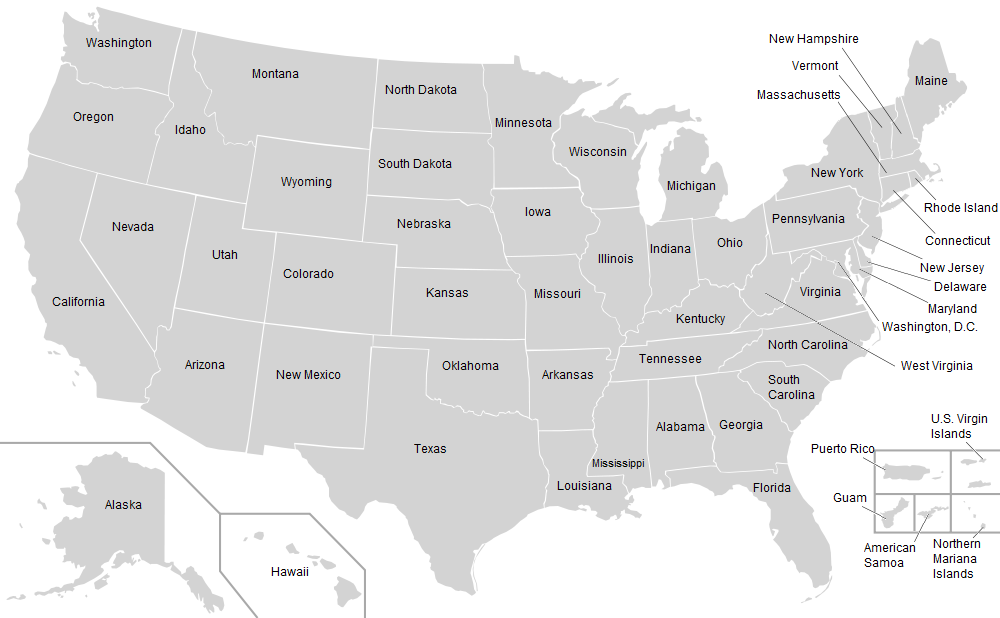 New Hampshire
Washington
Vermont
Montana
Maine
North Dakota
Massachusetts
Oregon
Minnesota
Idaho
Wisconsin
South Dakota
New York
Wyoming
Michigan
Rhode Island
Iowa
Pennsylvania
Nebraska
Nevada
Connecticut
Ohio
Indiana
Utah
Illinois
New Jersey
Colorado
Delaware
Kansas
Missouri
Virginia
California
Maryland
Kentucky
Washington, D.C.
North Carolina
Tennessee
Arizona
Oklahoma
West Virginia
New Mexico
Arkansas
South
Carolina
U.S. Virgin
Islands
Georgia
Alabama
Texas
Puerto Rico
Mississippi
Louisiana
Florida
Guam
Alaska
American
Samoa
Northern
Mariana
Islands
Hawaii